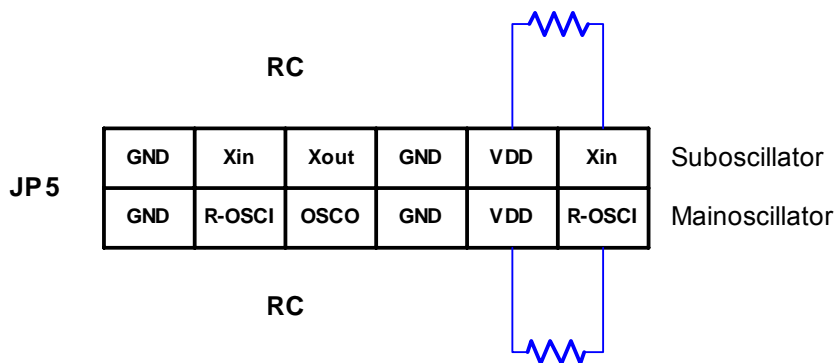 RC
JP5
GND Xin Xout GND VDD Xin Suboscillator
GND R-OSCI OSCO GND VDD R-OSCI Mainoscillator
RC